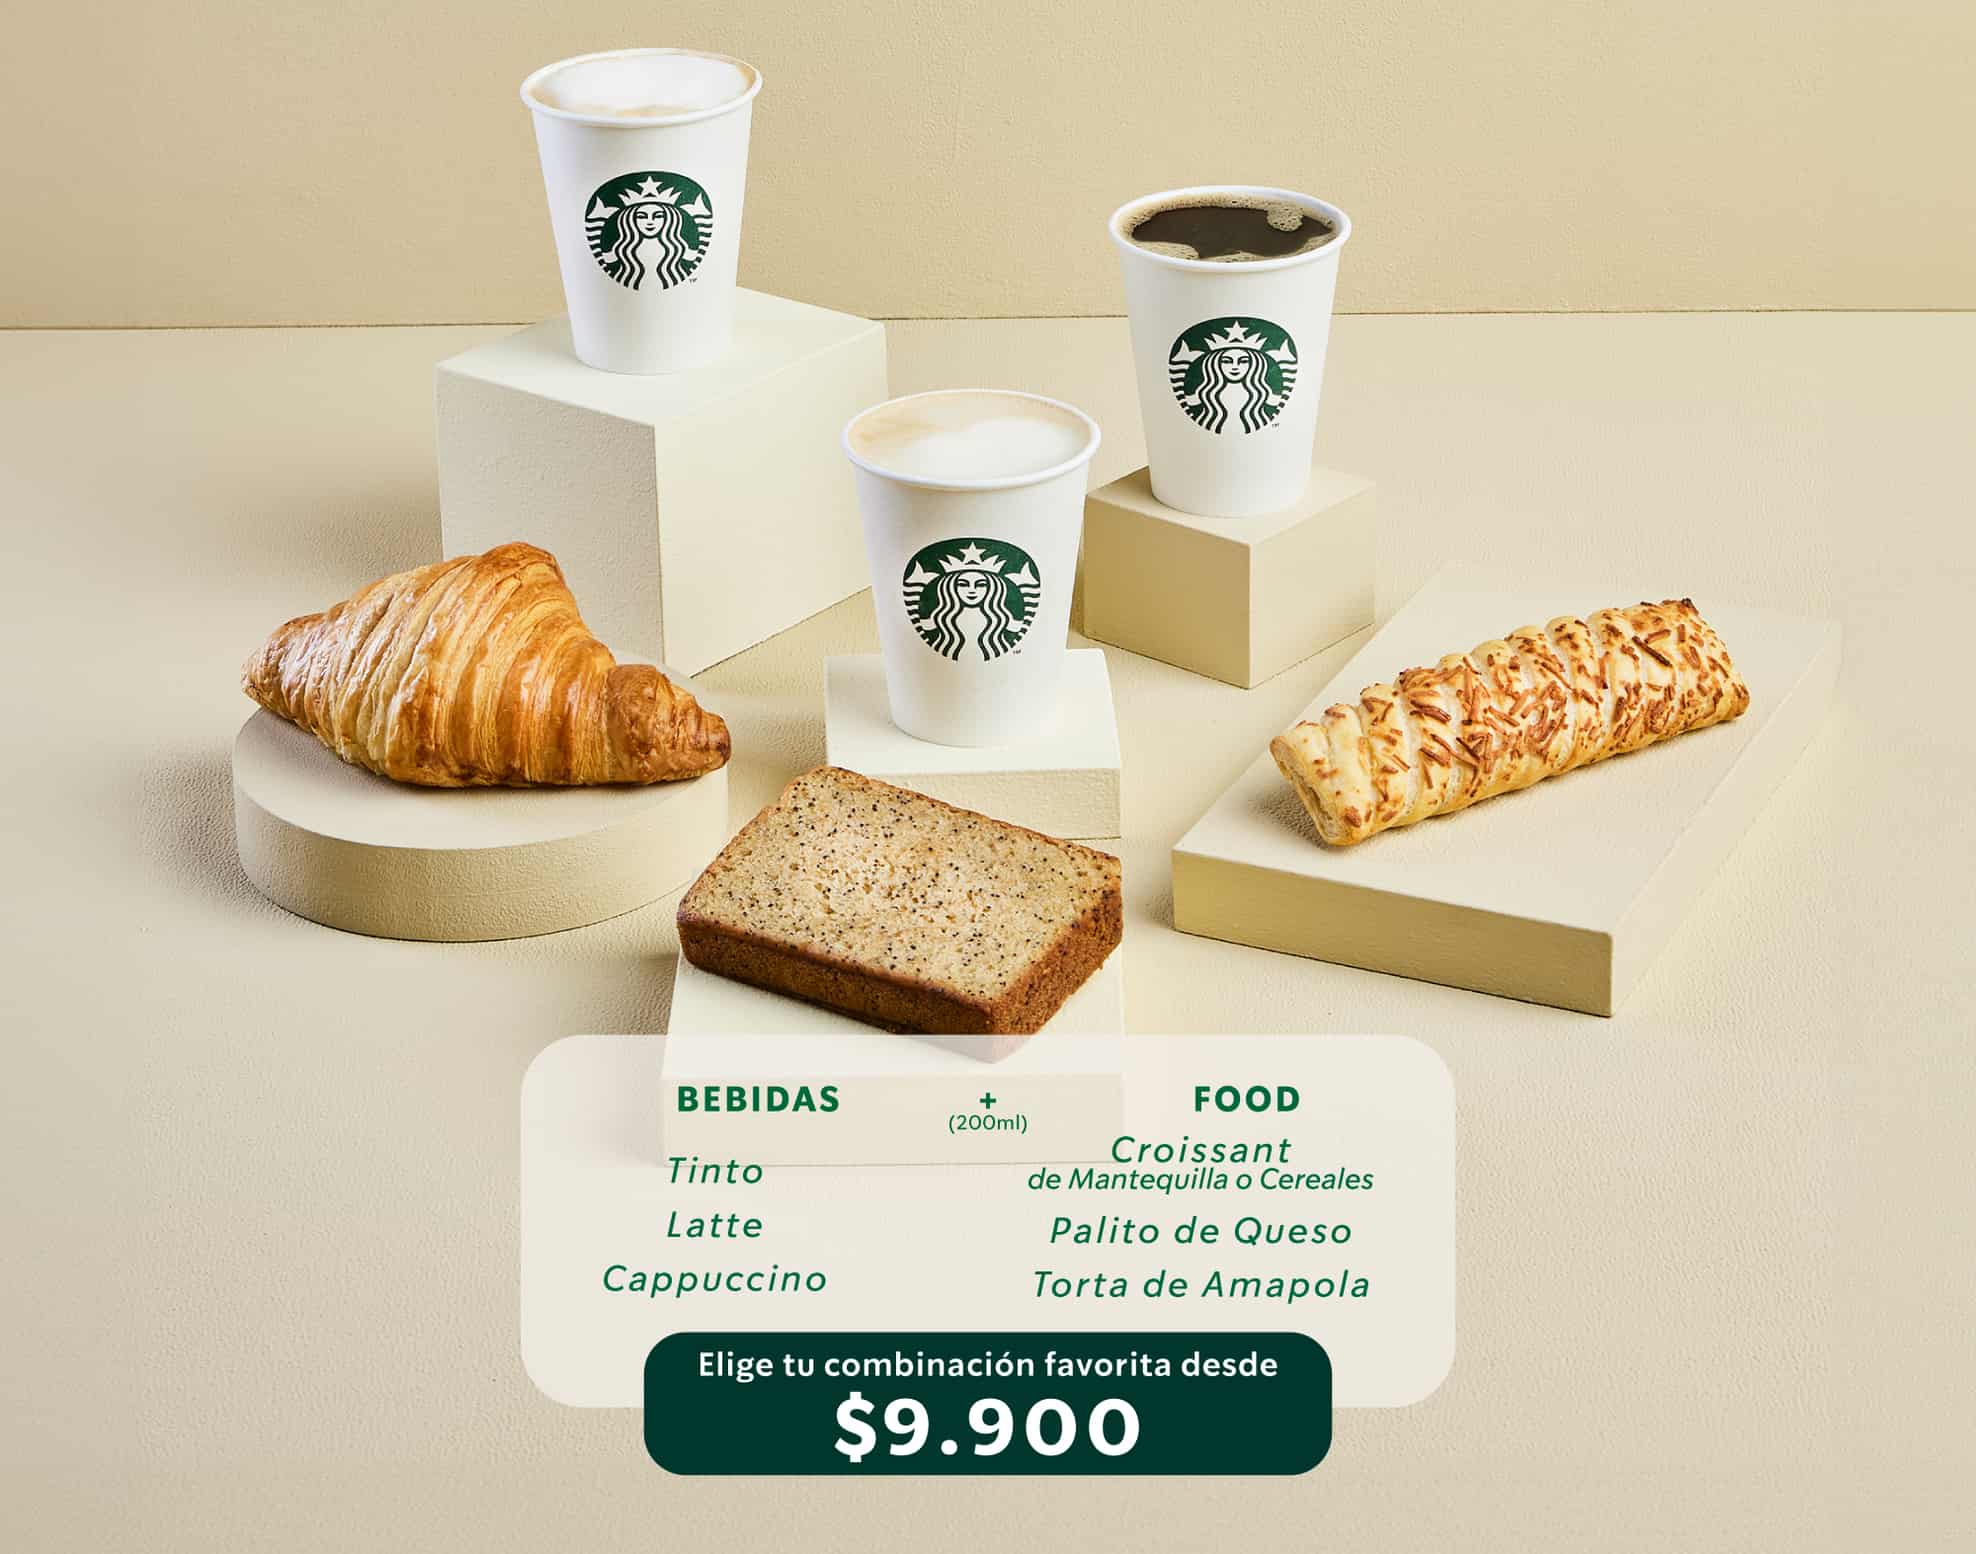 BEBIDAS + FOOD
(200ml)
Tinto
Latte
Cappuccino
Croissant
de Mantequilla o Cereales
Palito de Queso
Torta de Amapola
Elige tu combinación favorita desde
$9.900